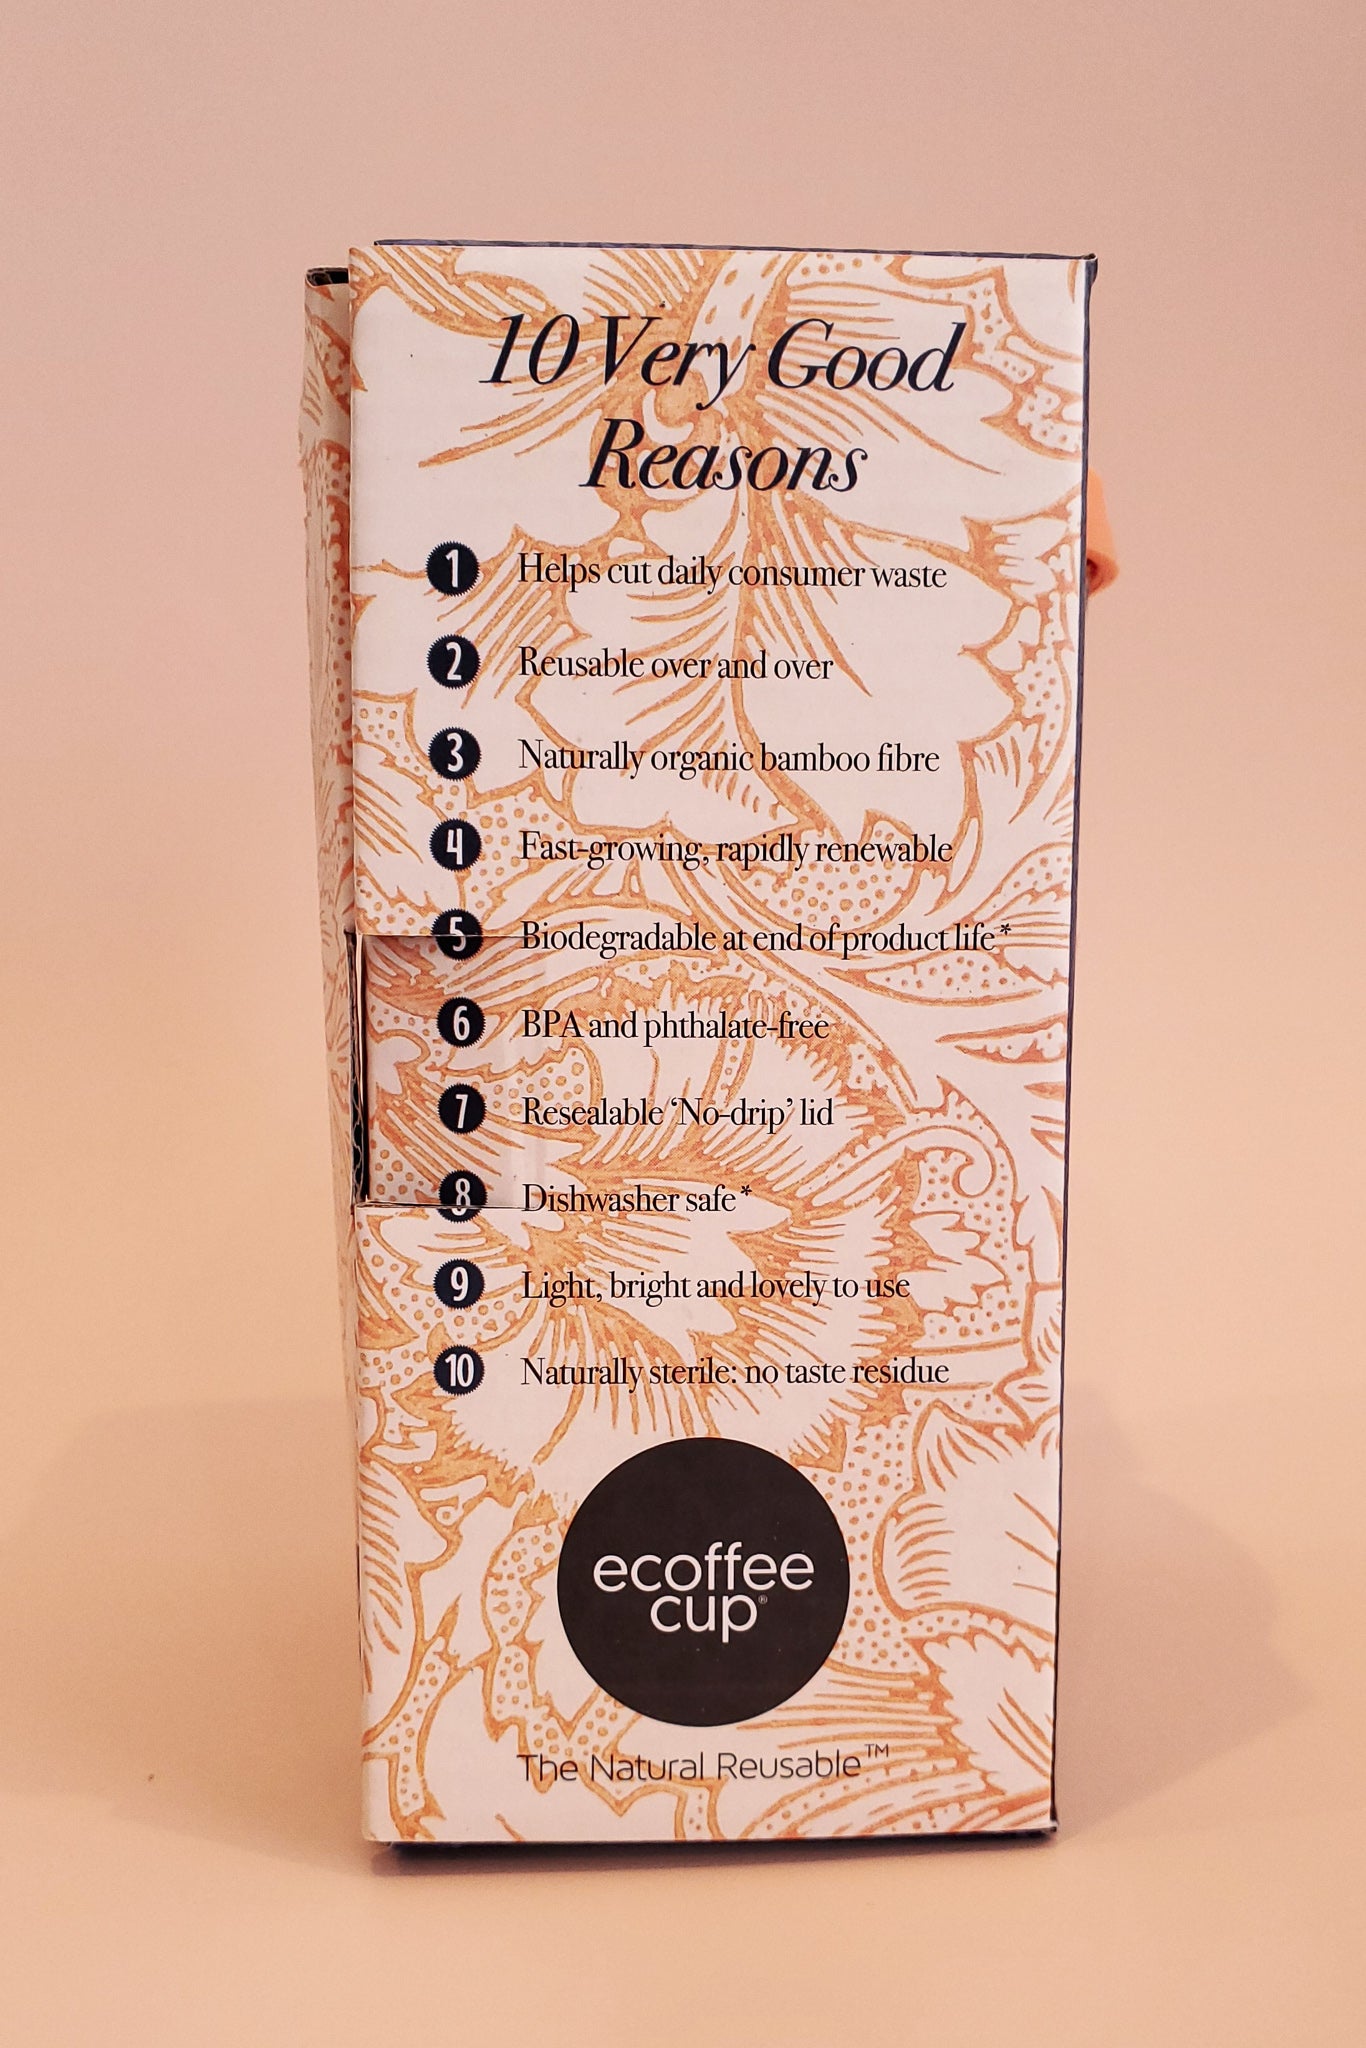 10 Very Good
Reasons
1 Helps cut daily consumer waste
2 Reusable over and over
3 Naturally organic bamboo fibre
4 Fast-growing, rapidly renewable
5 Biodegradable at end of product life*
6 BPA and phthalate-free
7 Resealable ‘No-drip’ lid
8 Dishwasher safe*
9 Light, bright and lovely to use
10 Naturally sterile: no taste residue
ecoffee
cup®
The Natural Reusable™